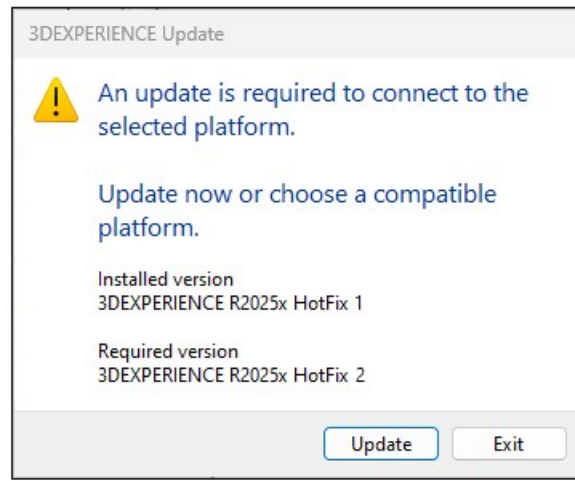 3DEXPERIENCE Update
An update is required to connect to the
selected platform.
Update now or choose a compatible
platform.
Installed version
3DEXPERIENCE R2025x HotFix 1
Required version
3DEXPERIENCE R2025x HotFix 2
Update Exit